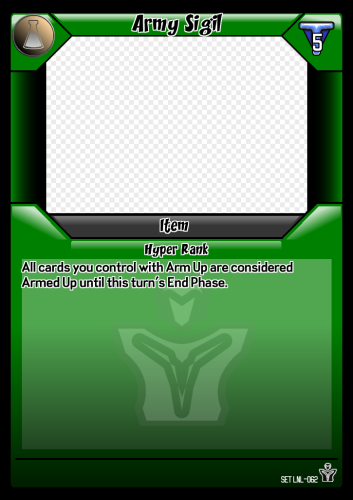 Army Sigil
5
Item
Hyper Rank
All cards you control with Arm Up are considered
Armed Up until this turn's End Phase.
SET LNL-062